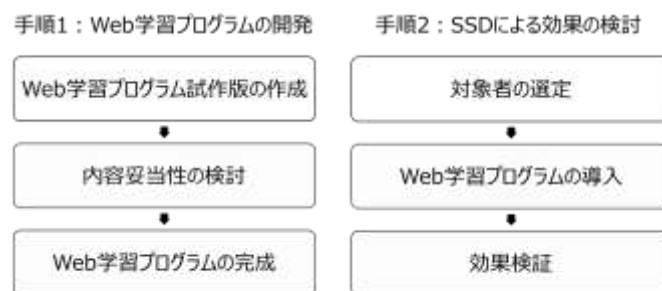 手順1：Web学習プログラムの開発
Web学習プログラム試作版の作成
内容妥当性の検討
Web学習プログラムの完成
手順2：SSDによる効果の検討
対象者の選定
Web学習プログラムの導入
効果検証